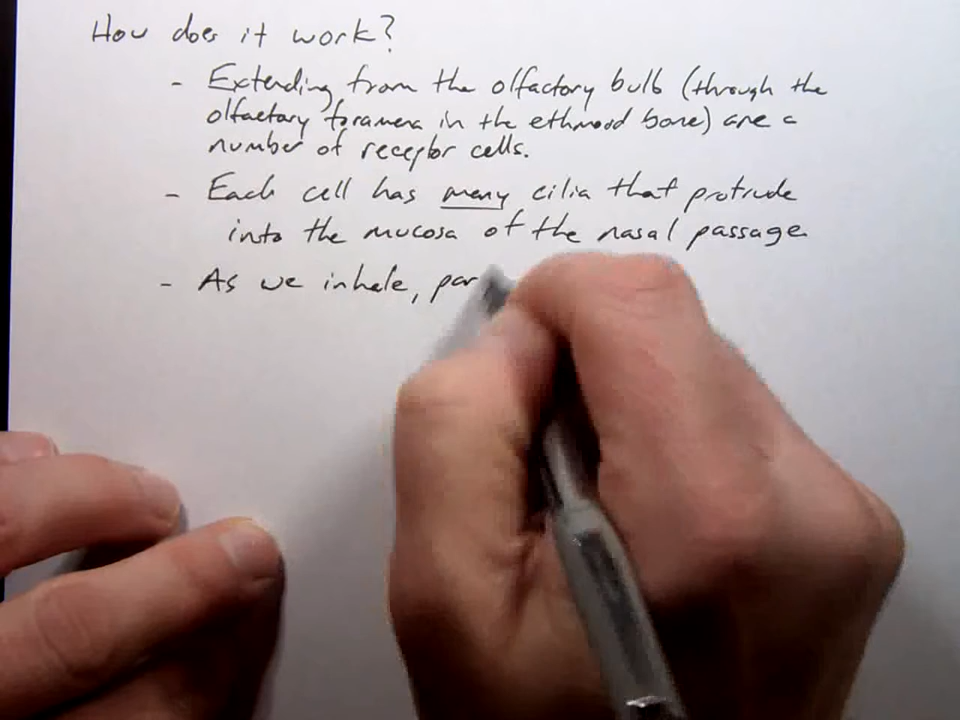 How does it work?
- Extending from the olfactory bulb (through the
olfactory foramena in the ethmoid bone) are a
number of receptor cells.
- Each cell has many cilia that protrude
into the mucosa of the nasal passage
- As we inhale, par